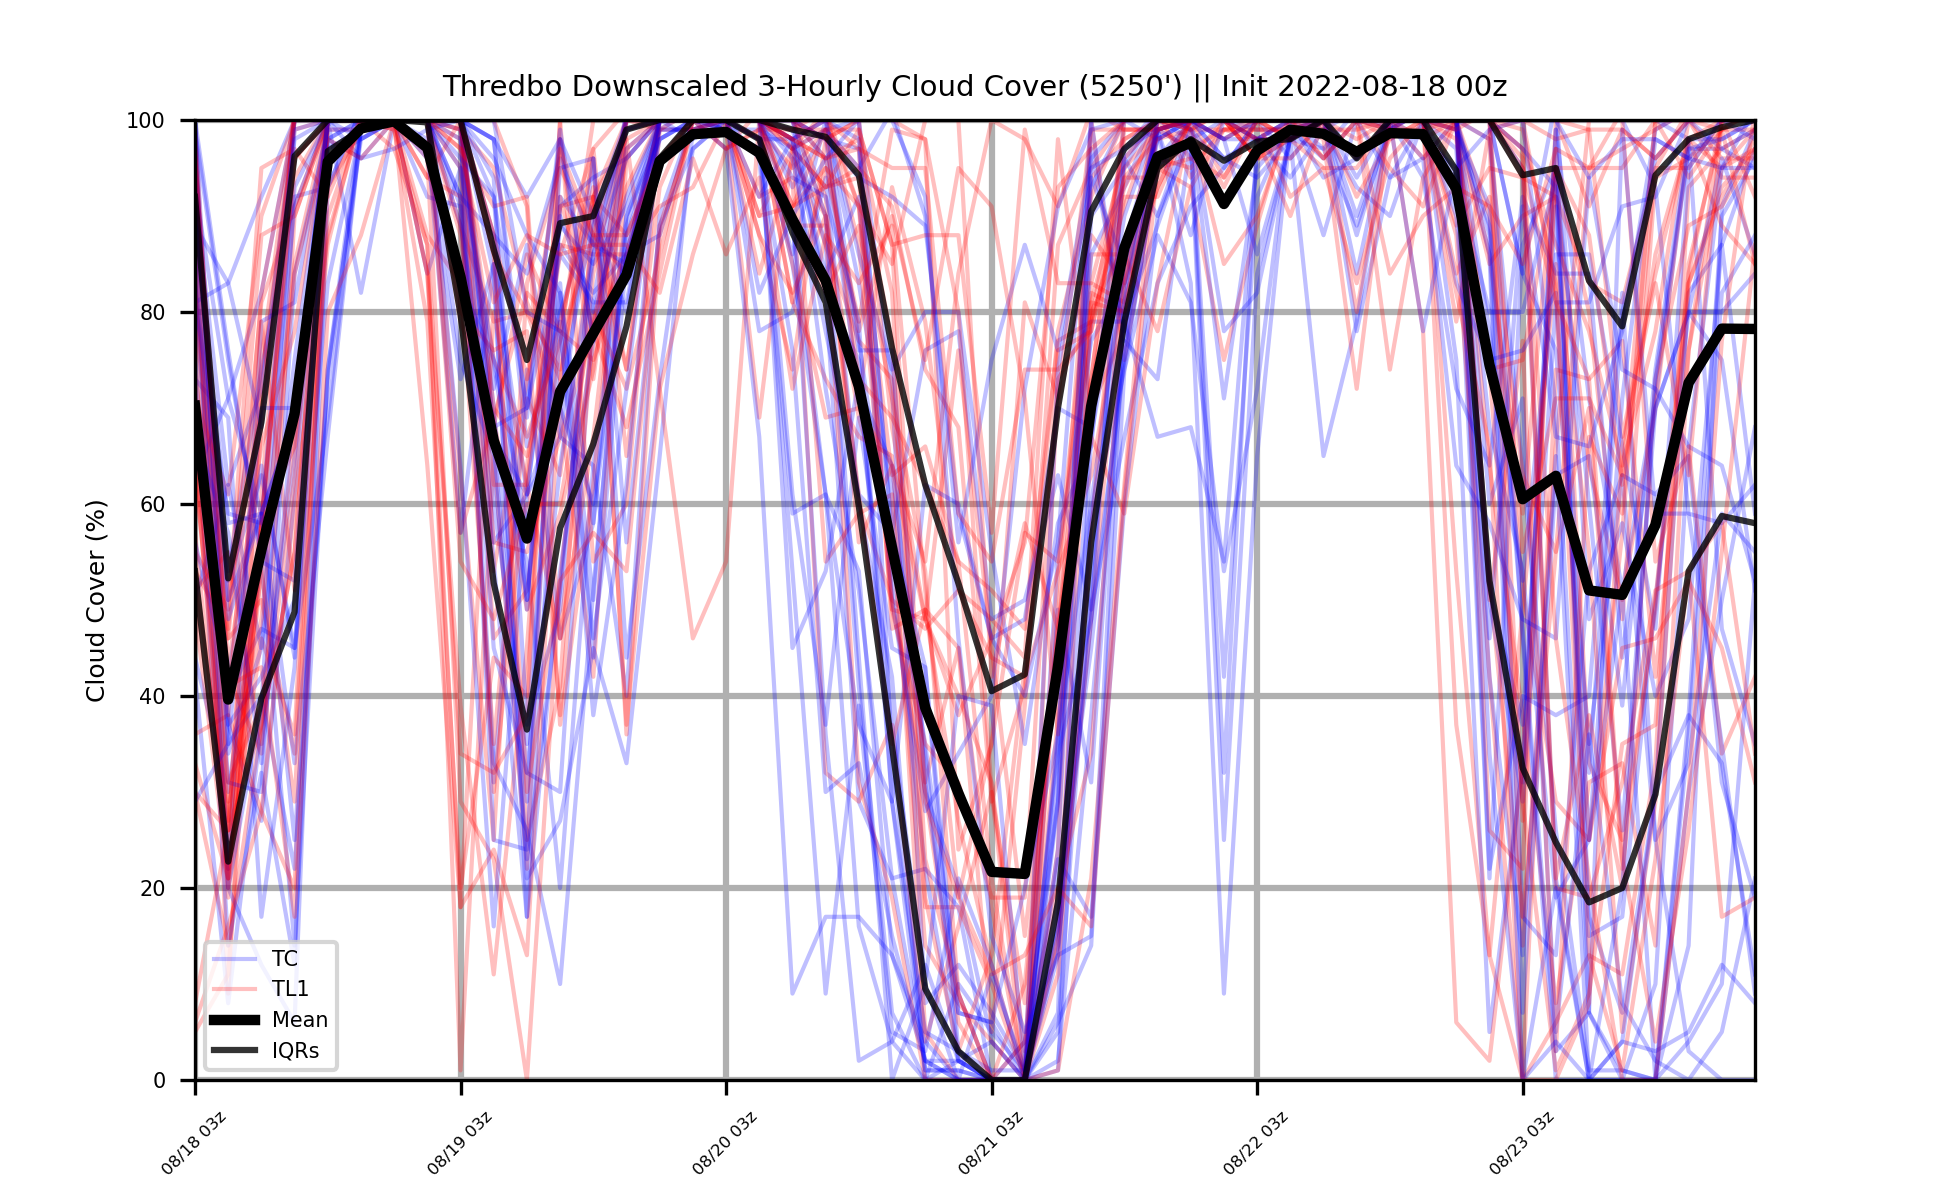 Thredbo Downscaled 3-Hourly Cloud Cover (5250') || Init 2022-08-18 00z
Cloud Cover (%)
100
80
60
40
20
0
TC
TL1
Mean
IQRs
08/18 03z
08/19 03z
08/20 03z
08/21 03z
08/22 03z
08/23 03z